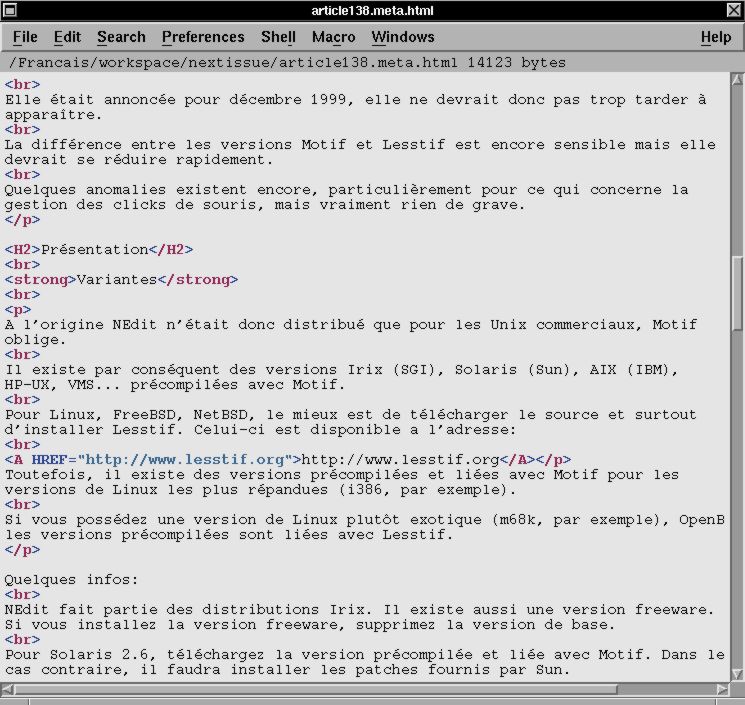 article138.meta.html
File Edit Search Preferences Shell Macro Windows Help
/Francais/workspace/nextissue/article138.meta.html 14123 bytes
<br>
Elle était annoncée pour décembre 1999, elle ne devrait donc pas trop tarder à
apparaître.
<br>
La différence entre les versions Motif et Lesstif est encore sensible mais elle
devrait se réduire rapidement.
<br>
Quelques anomalies existent encore, particulièrement pour ce qui concerne la
gestion des clicks de souris, mais vraiment rien de grave.
</p>
<H2>Présentation</H2>
<br>
<strong>Variantes</strong>
<br>
<p>
A l'origine NEdit n'était donc distribué que pour les Unix commerciaux, Motif
oblige.
<br>
Il existe par conséquent des versions Irix (SGI), Solaris (Sun), AIX (IBM),
HP-UX, VMS... précompilées avec Motif.
<br>
Pour Linux, FreeBSD, NetBSD, le mieux est de télécharger le source et surtout
d'installer Lesstif. Celui-ci est disponible a l'adresse:
<br>
<A HREF="http://www.lesstif.org">http://www.lesstif.org</A></p>
Toutefois, il existe des versions précompilées et liées avec Motif pour les
versions de Linux les plus répandues (i386, par exemple).
<br>
Si vous possédez une version de Linux plutôt exotique (m68k, par exemple), OpenB
les versions précompilées sont liées avec Lesstif.
</p>
Quelques infos:
<br>
NEdit fait partie des distributions Irix. Il existe aussi une version freeware.
Si vous installez la version freeware, supprimez la version de base.
<br>
Pour Solaris 2.6, téléchargez la version précompilée et liée avec Motif. Dans le
cas contraire, il faudra installer les patches fournis par Sun.